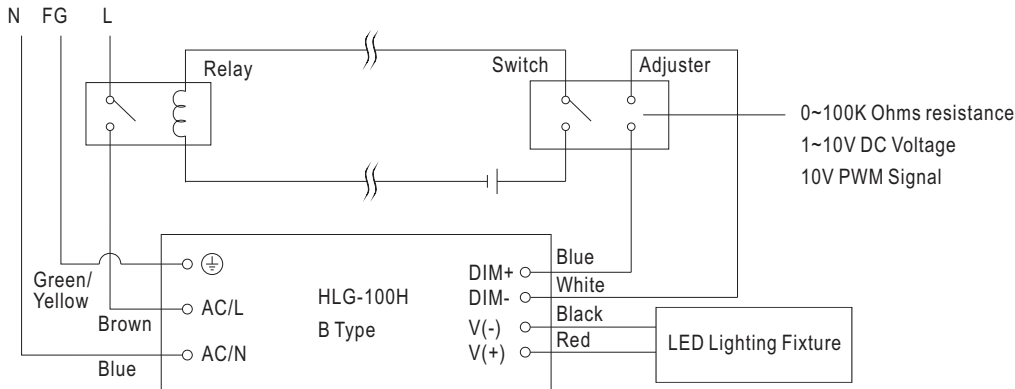 N FG L
Relay
Switch
Adjuster
0~100K Ohms resistance
1~10V DC Voltage
10V PWM Signal
Green/
Yellow
Brown
Blue
AC/L
AC/N
HLG-100H
B Type
DIM+
DIM-
V(-)
V(+)
Blue
White
Black
Red
LED Lighting Fixture